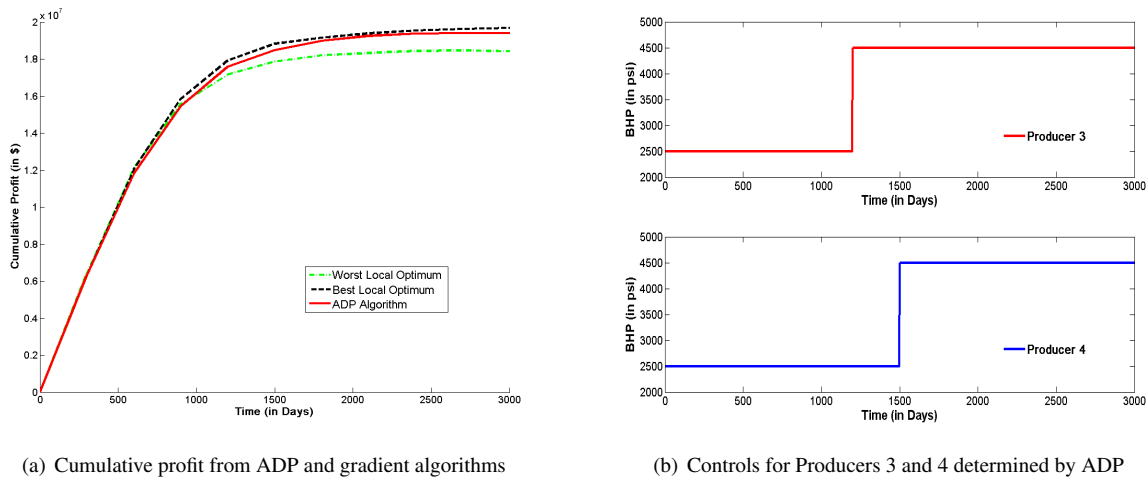 x 10^7
2
1.8
1.6
1.4
1.2
1
0.8
0.6
0.4
0.2
0
Cumulative Profit (in $)
Worst Local Optimum
Best Local Optimum
ADP Algorithm
0 500 1000 1500 2000 2500 3000
Time (in Days)
(a) Cumulative profit from ADP and gradient algorithms
5000
4500
4000
3500
3000
2500
2000
BHP (in psi)
Producer 3
0 500 1000 1500 2000 2500 3000
Time (in Days)
5000
4500
4000
3500
3000
2500
2000
BHP (in psi)
Producer 4
0 500 1000 1500 2000 2500 3000
Time (in Days)
(b) Controls for Producers 3 and 4 determined by ADP